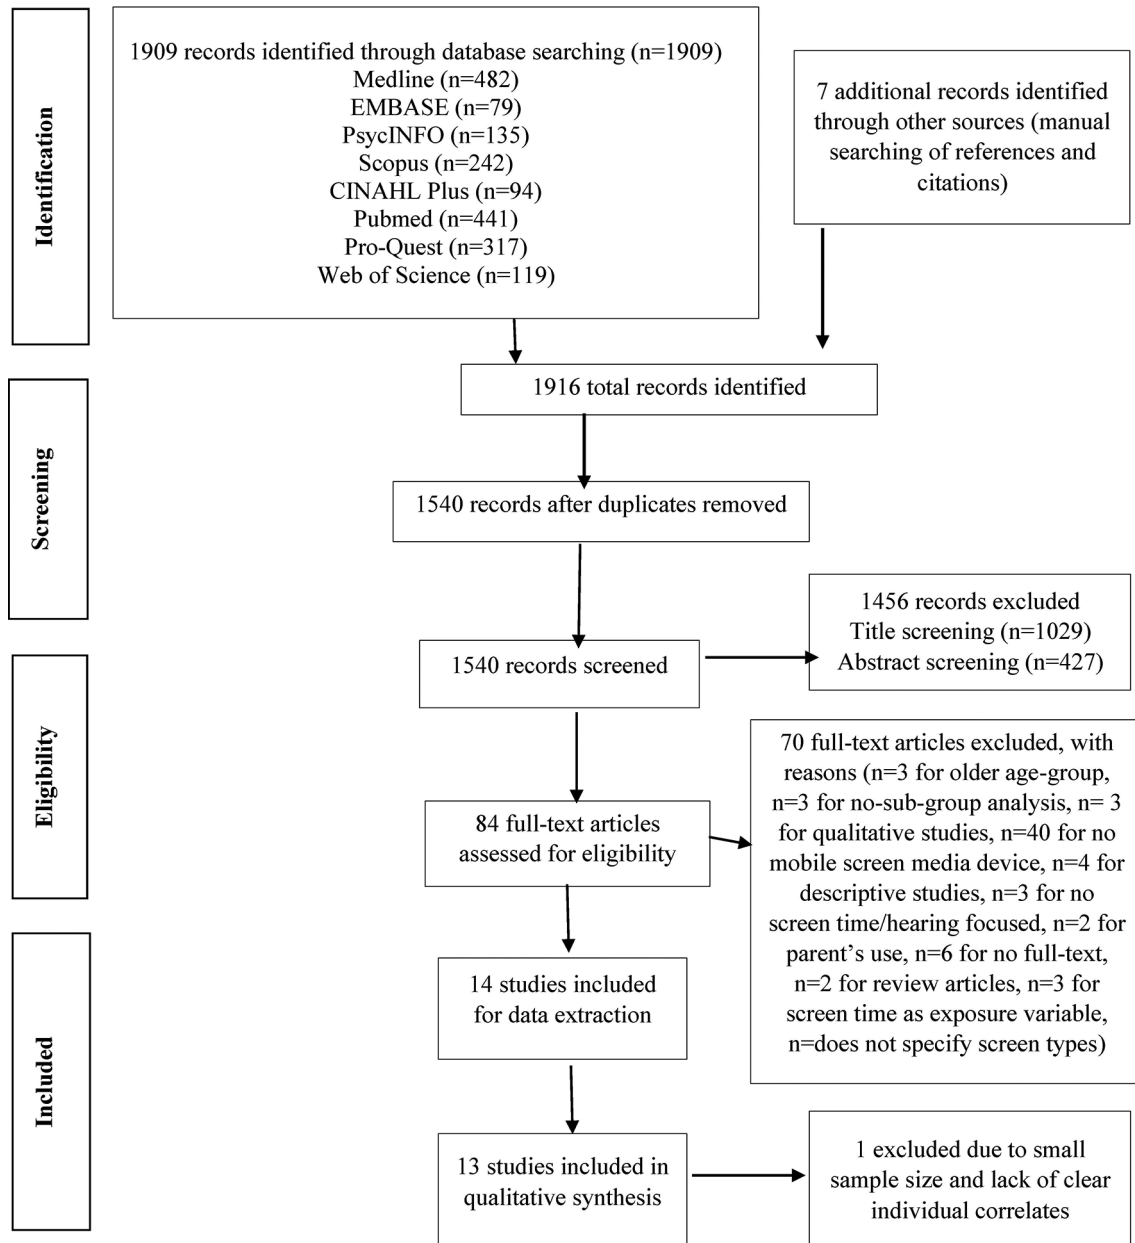 Identification
1909 records identified through database searching (n=1909)
Medline (n=482)
EMBASE (n=79)
PsycINFO (n=135)
Scopus (n=242)
CINAHL Plus (n=94)
Pubmed (n=441)
Pro-Quest (n=317)
Web of Science (n=119)
7 additional records identified
through other sources (manual
searching of references and
citations)
1916 total records identified
Screening
1540 records after duplicates removed
1540 records screened
1456 records excluded
Title screening (n=1029)
Abstract screening (n=427)
Eligibility
84 full-text articles
assessed for eligibility
70 full-text articles excluded, with
reasons (n=3 for older age-group,
n=3 for no-sub-group analysis, n= 3
for qualitative studies, n=40 for no
mobile screen media device, n=4 for
descriptive studies, n=3 for no
screen time/hearing focused, n=2 for
parent’s use, n=6 for no full-text,
n=2 for review articles, n=3 for
screen time as exposure variable,
n=does not specify screen types)
Included
14 studies included
for data extraction
13 studies included in
qualitative synthesis
1 excluded due to small
sample size and lack of clear
individual correlates